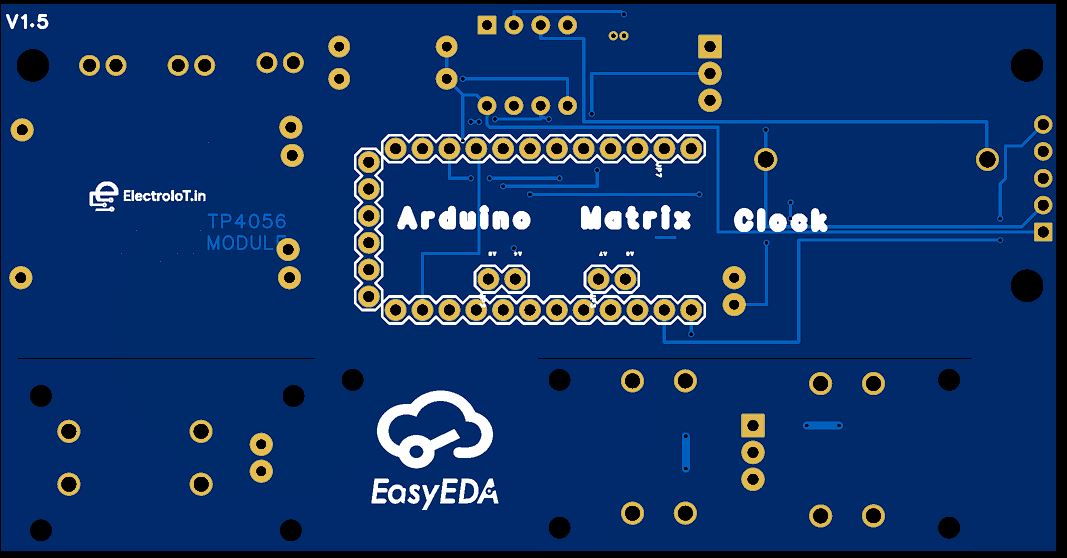 V1.5
ElectroIoT.in
TP4056
MODULE
Arduino Matrix Clock
EasyEDA